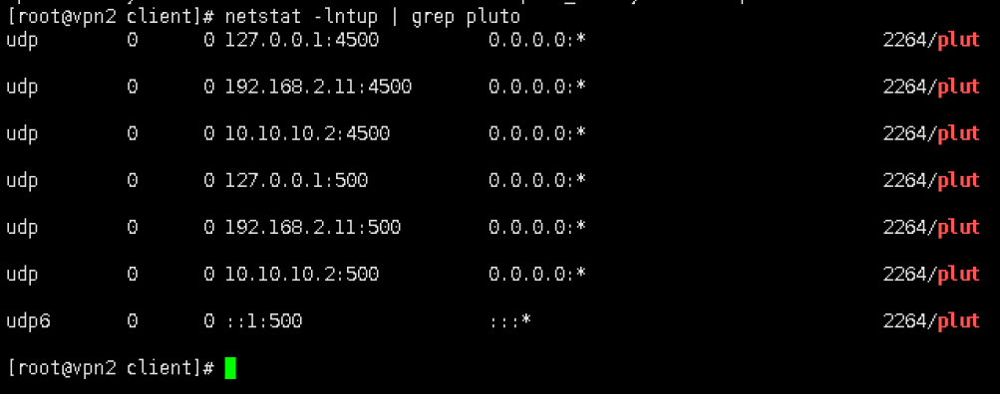 [root@vpn2 client]# netstat -lntup | grep pluto
udp 0 0 127.0.0.1:4500 0.0.0.0:* 2264/plut
udp 0 0 192.168.2.11:4500 0.0.0.0:* 2264/plut
udp 0 0 10.10.10.2:4500 0.0.0.0:* 2264/plut
udp 0 0 127.0.0.1:500 0.0.0.0:* 2264/plut
udp 0 0 192.168.2.11:500 0.0.0.0:* 2264/plut
udp 0 0 10.10.10.2:500 0.0.0.0:* 2264/plut
udp6 0 0 ::1:500 :::* 2264/plut
[root@vpn2 client]#